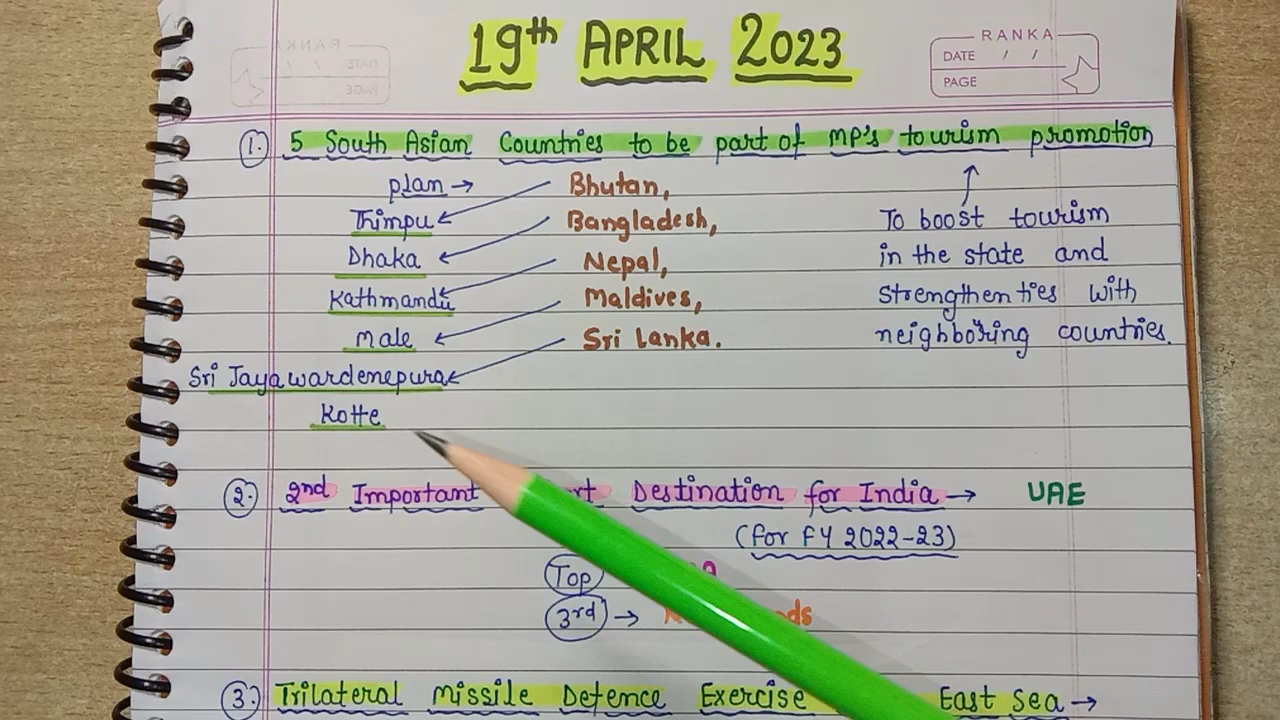 19th APRIL 2023
RANKA
DATE / /
PAGE
1. 5 South Asian Countries to be part of MP's tourism promotion
plan → Bhutan,
Thimpu Bangladesh, To boost tourism
Dhaka Nepal, in the state and
Kathmandu Maldives, strengthen ties with
Male Sri Lanka. neighboring countries.
Sri Jayawardenepura
Kotte
2. 2nd Important Destination for India → UAE
(for FY 2022-23)
Top
3rd →
3. Trilateral missile Defence Exercise East Sea →